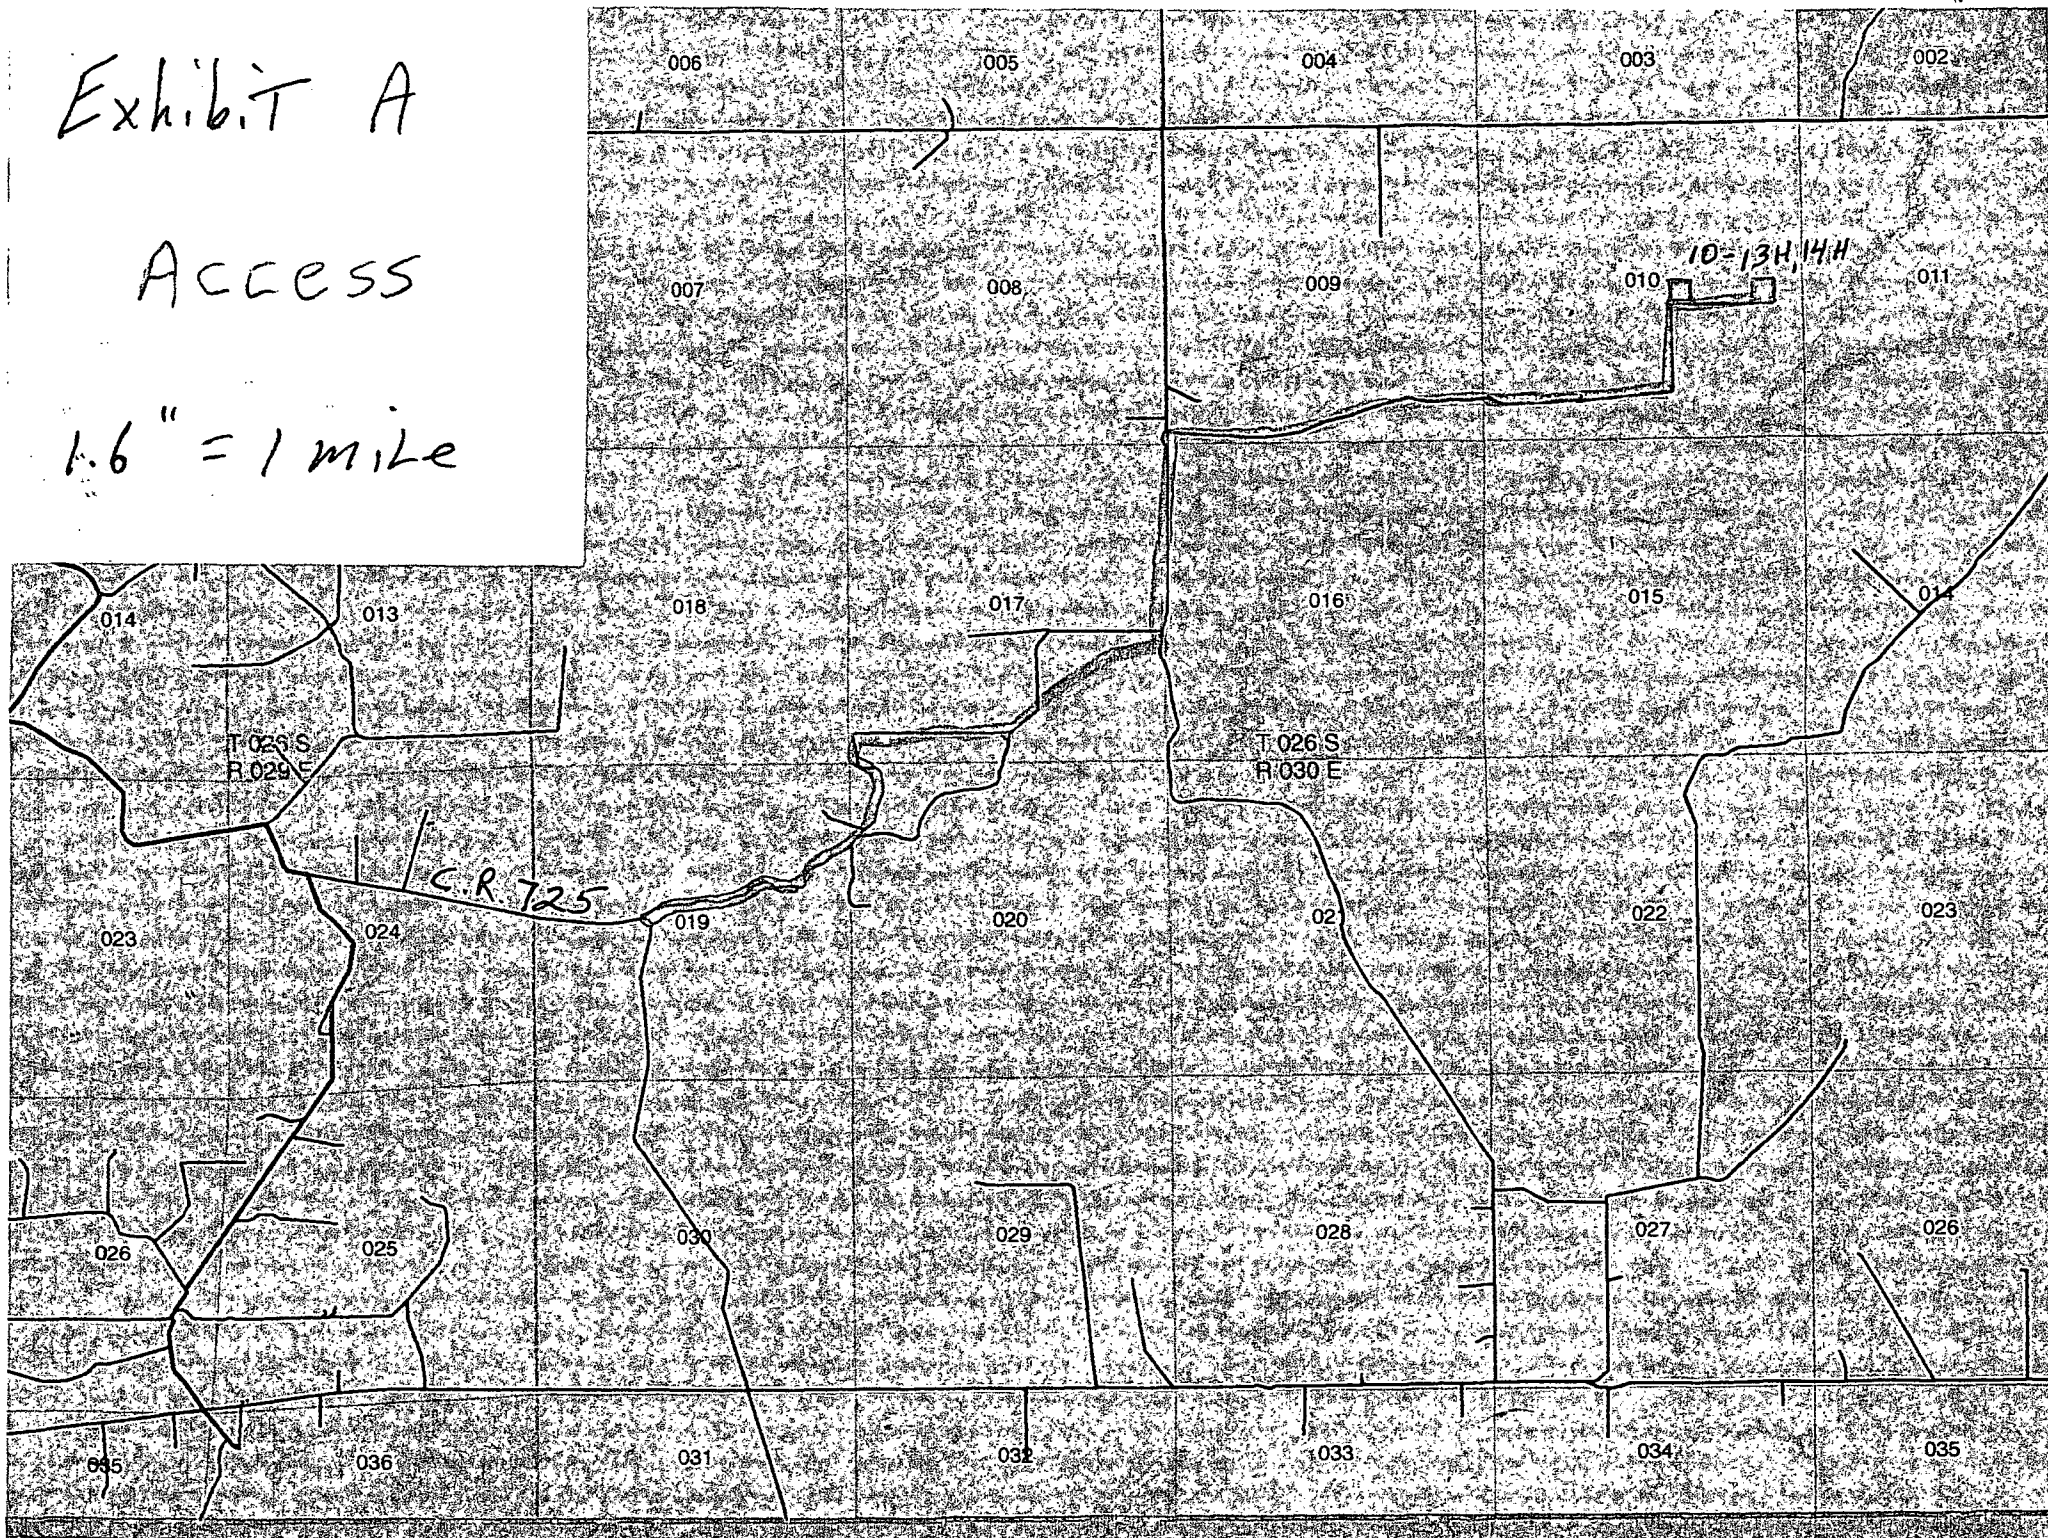 Exhibit A
Access
1.6" = 1 mile
006 005 004 003 002
10-13H, 14H
007 008 009 010 011
014 013 018 017 016 015 014
T 026 S
R 029 E
T 026 S
R 030 E
C.R 725
023 024 019 020 021 022 023
026 025 030 029 028 027 026
035 036 031 032 033 034 035